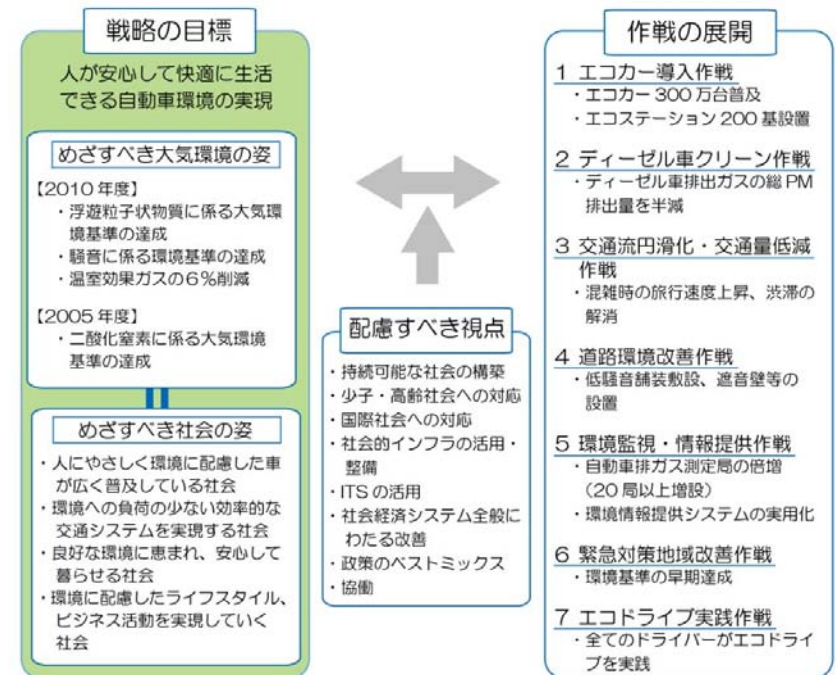 戦略の目標
人が安心して快適に生活
できる自動車環境の実現
めざすべき大気環境の姿
【2010年度】
・浮遊粒子状物質に係る大気環
境基準の達成
・騒音に係る環境基準の達成
・温室効果ガスの6%削減
【2005年度】
・二酸化窒素に係る大気環境
基準の達成
めざすべき社会の姿
・人にやさしく環境に配慮した車
が広く普及している社会
・環境への負荷の少ない効率的な
交通システムを実現する社会
・良好な環境に恵まれ、安心して
暮らせる社会
・環境に配慮したライフスタイル、
ビジネス活動を実現していく
社会
配慮すべき視点
・持続可能な社会の構築
・少子・高齢社会への対応
・国際社会への対応
・社会的インフラの活用・
整備
・ITSの活用
・社会経済システム全般に
わたる改善
・政策のベストミックス
・協働
作戦の展開
1 エコカー導入作戦
・エコカー300万台普及
・エコステーション200基設置
2 ディーゼル車クリーン作戦
・ディーゼル車排出ガスの総PM
排出量を半減
3 交通流円滑化・交通量低減
作戦
・混雑時の旅行速度上昇、渋滞の
解消
4 道路環境改善作戦
・低騒音舗装敷設、遮音壁等の
設置
5 環境監視・情報提供作戦
・自動車排ガス測定局の倍増
(20局以上増設)
・環境情報提供システムの実用化
6 緊急対策地域改善作戦
・環境基準の早期達成
7 エコドライブ実践作戦
・全てのドライバーがエコドライ
ブを実践